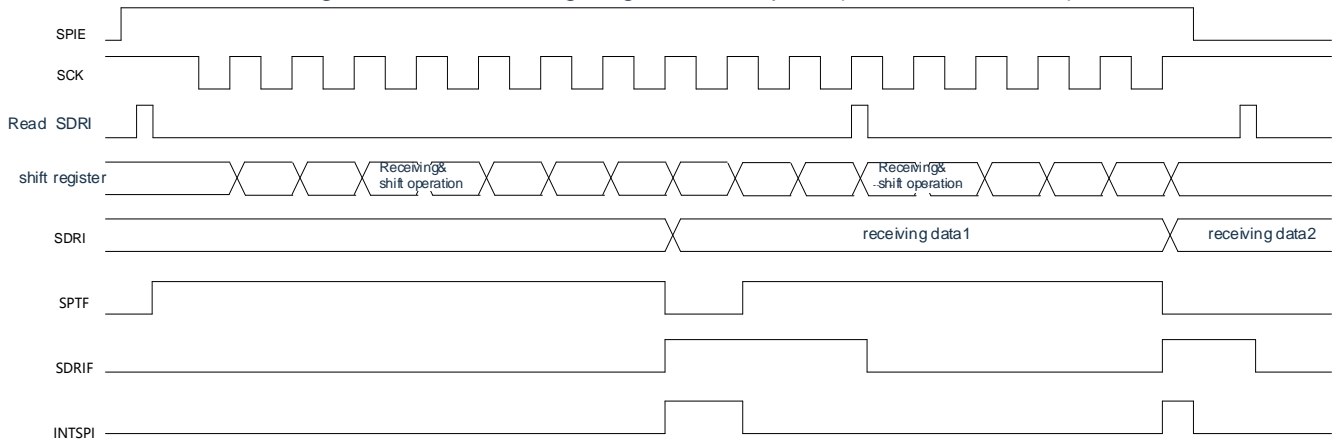 SPIE
SCK
Read SDRI
shift register
Receiving&
shift operation
Receiving&
shift operation
SDRI
receiving data1
receiving data2
SPTF
SDRIF
INTSPI